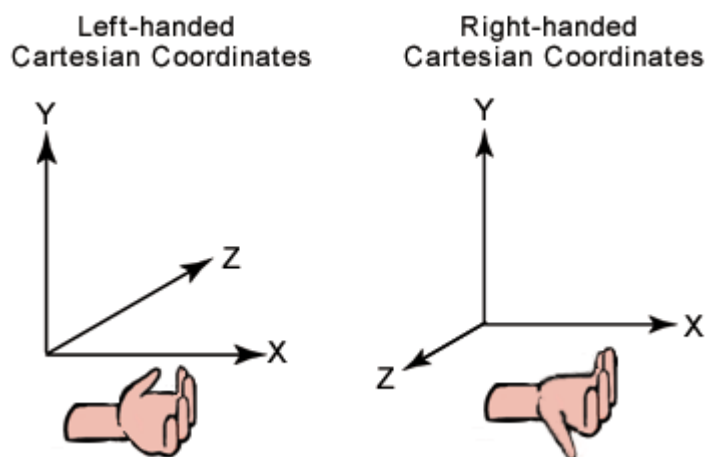 Left-handed
Cartesian Coordinates
Y
Z
X
Right-handed
Cartesian Coordinates
Y
X
Z